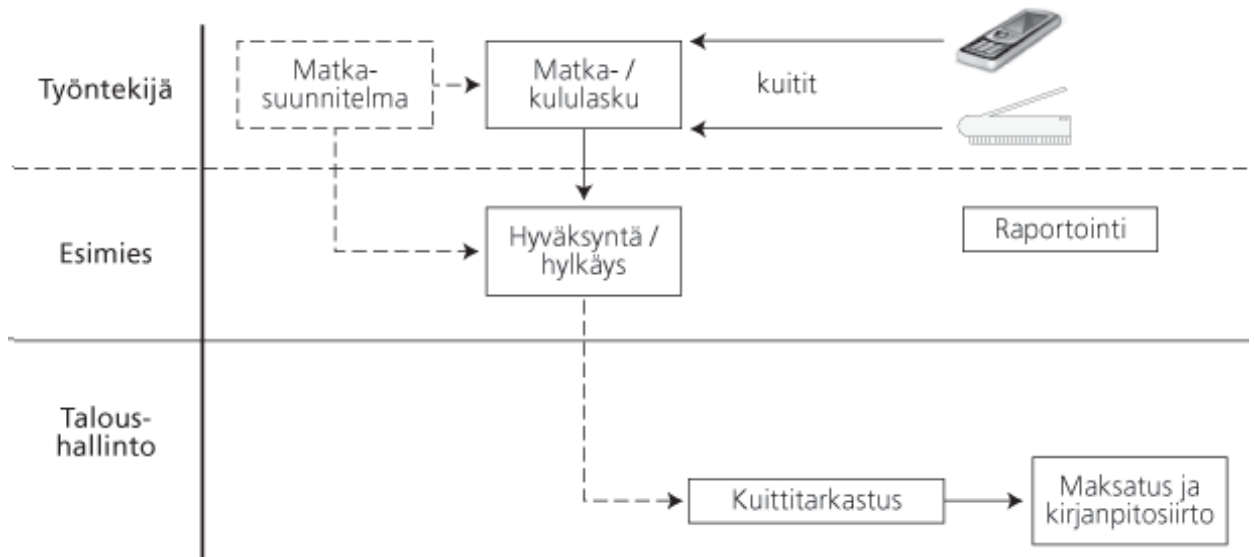 Työntekijä
Matka-
suunnitelma
Matka- /
kululasku
kuitit
Esimies
Hyväksyntä /
hylkäys
Raportointi
Talous-
hallinto
Kuittitarkastus
Maksatus ja
kirjanpitosiirto